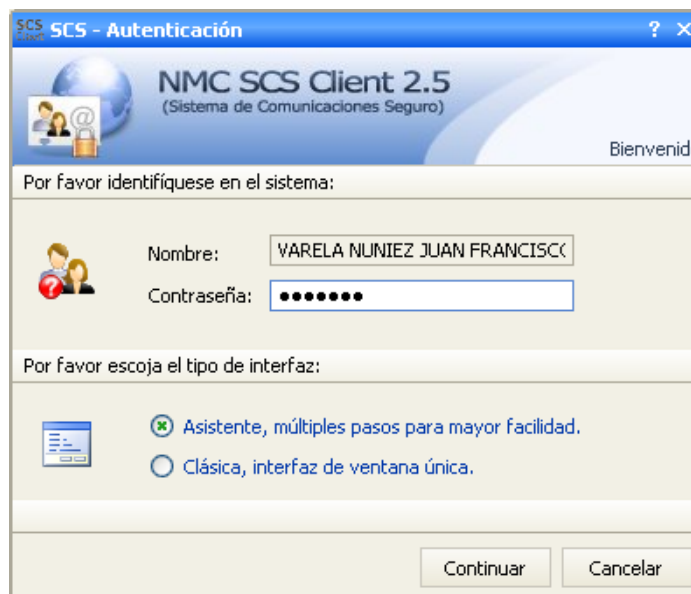 SCS - Autenticación
NMC SCS Client 2.5
(Sistema de Comunicaciones Seguro)
Bienvenid
Por favor identifíquese en el sistema:
Nombre: VARELA NUNIEZ JUAN FRANCISC
Contraseña: •••••••
Por favor escoja el tipo de interfaz:
Asistente, múltiples pasos para mayor facilidad.
Clásica, interfaz de ventana única.
Continuar Cancelar